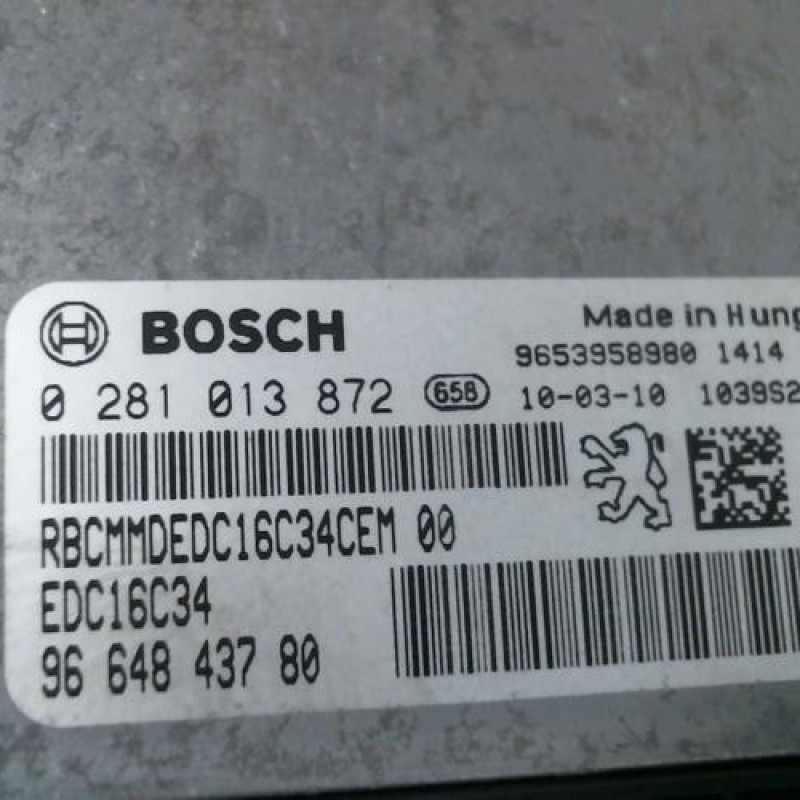 BOSCH
Made in Hung
9653958980 1414
0 281 013 872 658 10-03-10 1039S2
RBCMMDEDC16C34CEM 00
EDC16C34
96 648 437 80